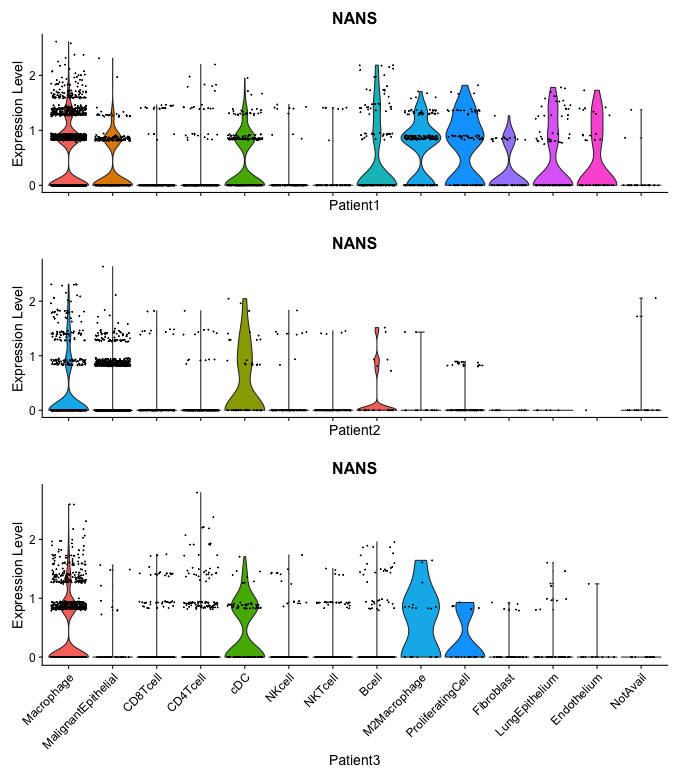 NANS
Expression Level
2
1
0
Patient1
NANS
Expression Level
2
1
0
Patient2
NANS
Expression Level
2
1
0
Macrophage
MalignantEpithelial
CD8Tcell
CD4Tcell
cDC
NKcell
NKTcell
Bcell
M2Macrophage
ProliferatingCell
Fibroblast
LungEpithelium
Endothelium
NotAvail
Patient3